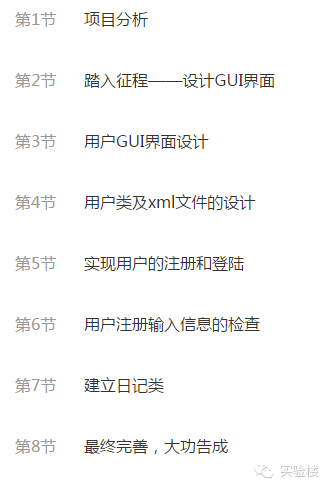 第1节 项目分析
第2节 踏入征程——设计GUI界面
第3节 用户GUI界面设计
第4节 用户类及xml文件的设计
第5节 实现用户的注册和登陆
第6节 用户注册输入信息的检查
第7节 建立日记类
第8节 最终完善，大功告成
实验楼